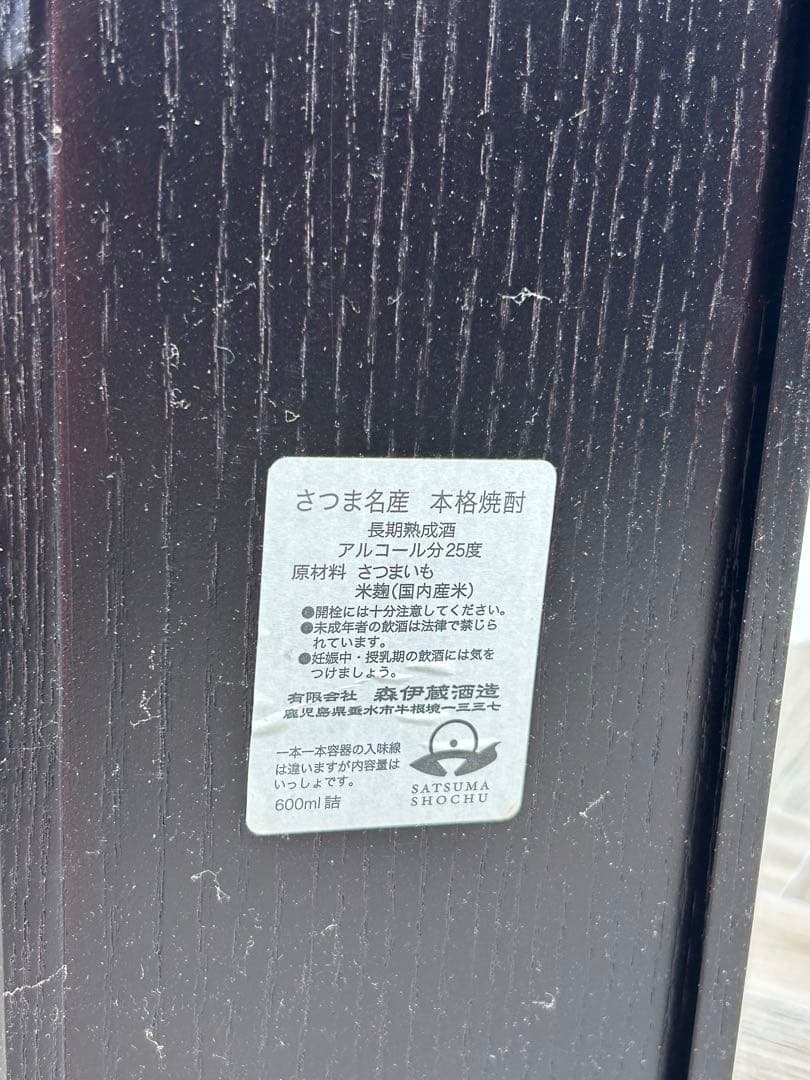 さつま名産 本格焼酎
長期熟成酒
アルコール分25度
原材料 さつまいも
米麹(国内産米)
●開栓には十分注意してください。
●未成年者の飲酒は法律で禁じら
れています。
●妊娠中・授乳期の飲酒には気を
つけましょう。
有限会社 森伊蔵酒造
鹿児島県垂水市牛根境一三三七
一本一本容器の入味線
は違いますが内容量は
いっしょです。
600ml 詰
SATSUMA
SHOCHU